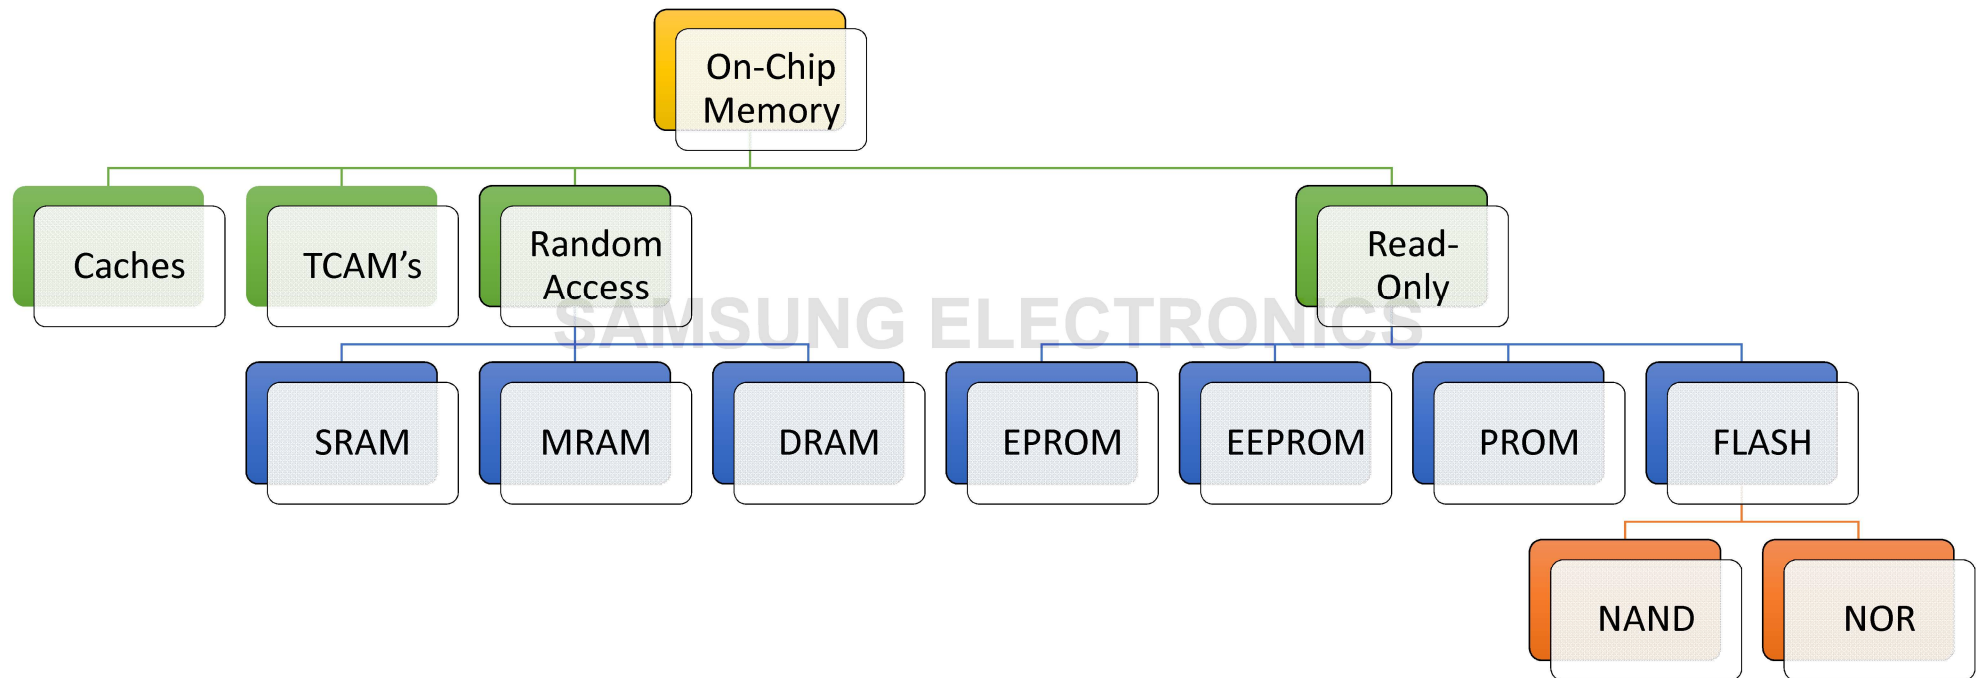 On-Chip
Memory
Caches
TCAM’s
Random
Access
Read-
Only
SAMSUNG ELECTRONICS
SRAM
MRAM
DRAM
EPROM
EEPROM
PROM
FLASH
NAND
NOR